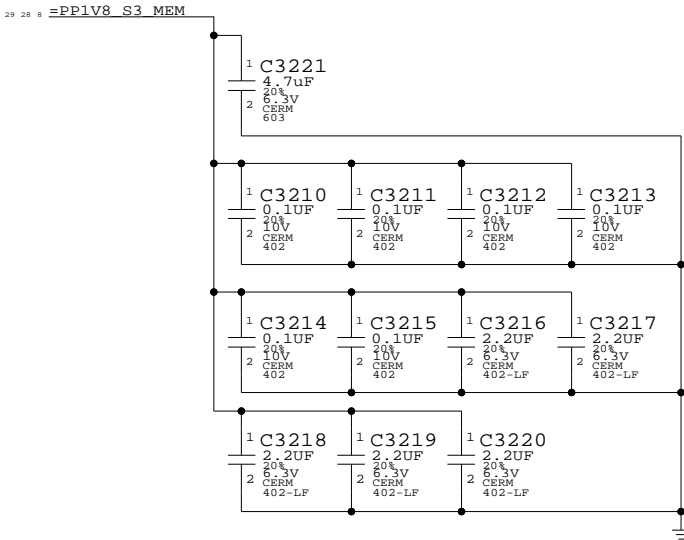 29 28 8 =PP1V8_S3_MEM
1 C3221
4.7uF
20%
6.3V
2 CERM
603
1 C3210
0.1UF
20%
10V
2 CERM
402
1 C3211
0.1UF
20%
10V
2 CERM
402
1 C3212
0.1UF
20%
10V
2 CERM
402
1 C3213
0.1UF
20%
10V
2 CERM
402
1 C3214
0.1UF
20%
10V
2 CERM
402
1 C3215
0.1UF
20%
10V
2 CERM
402
1 C3216
2.2UF
20%
6.3V
2 CERM
402-LF
1 C3217
2.2UF
20%
6.3V
2 CERM
402-LF
1 C3218
2.2UF
20%
6.3V
2 CERM
402-LF
1 C3219
2.2UF
20%
6.3V
2 CERM
402-LF
1 C3220
2.2UF
20%
6.3V
2 CERM
402-LF